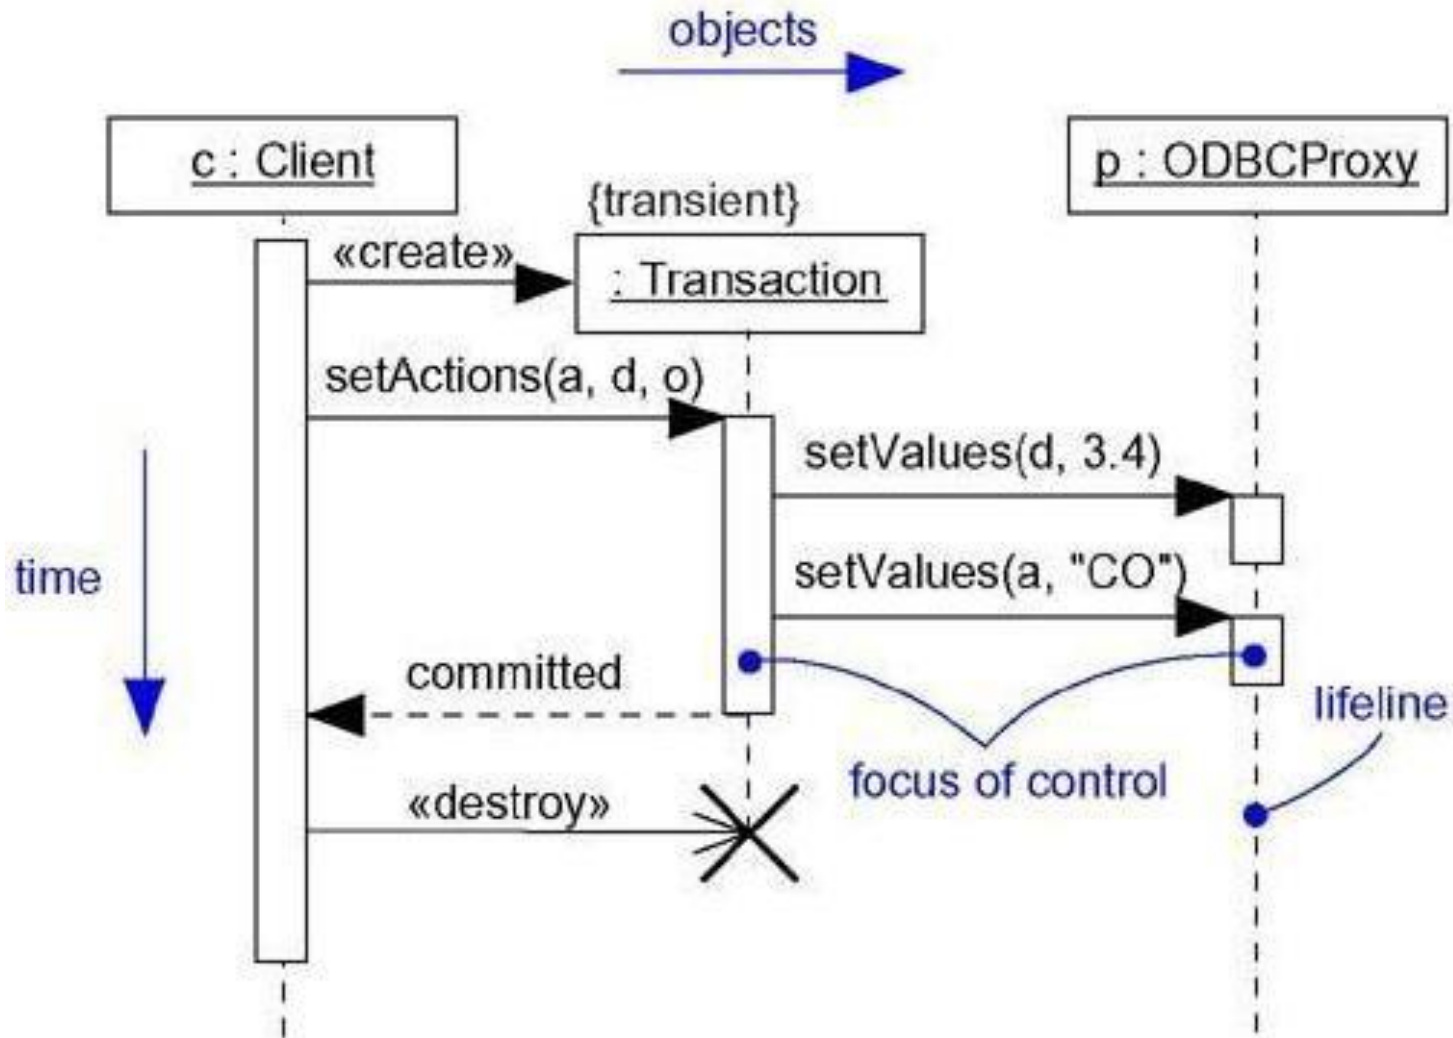 objects
c : Client
p : ODBCProxy
{transient}
«create»
: Transaction
setActions(a, d, o)
setValues(d, 3.4)
time
setValues(a, "CO")
committed
lifeline
focus of control
«destroy»